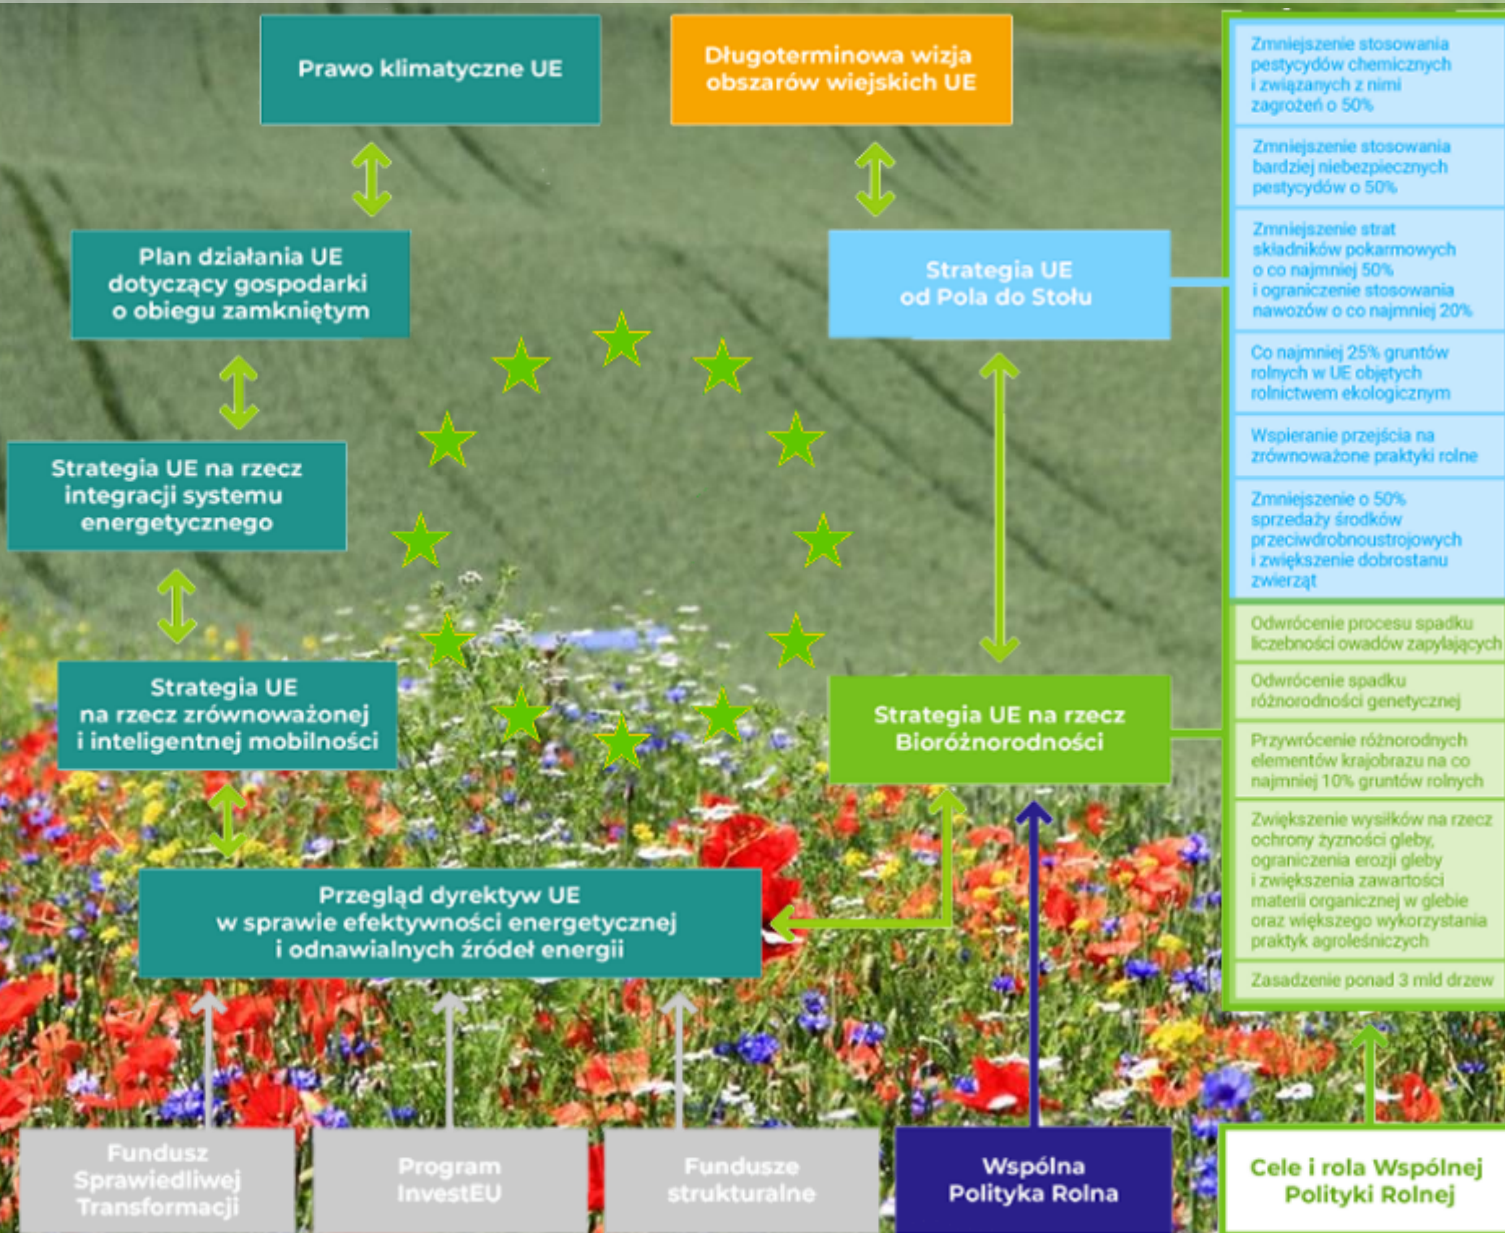 Prawo klimatyczne UE
Długoterminowa wizja
obszarów wiejskich UE
Plan działania UE
dotyczący gospodarki
o obiegu zamkniętym
Strategia UE
od Pola do Stołu
Strategia UE na rzecz
integracji systemu
energetycznego
Strategia UE
na rzecz zrównoważonej
i inteligentnej mobilności
Strategia UE na rzecz
Bioróżnorodności
Przegląd dyrektyw UE
w sprawie efektywności energetycznej
i odnawialnych źródeł energii
Fundusz
Sprawiedliwej
Transformacji
Program
InvestEU
Fundusze
strukturalne
Wspólna
Polityka Rolna
Zmniejszenie stosowania
pestycydów chemicznych
i związanych z nimi
zagrożeń o 50%
Zmniejszenie stosowania
bardziej niebezpiecznych
pestycydów o 50%
Zmniejszenie strat
składników pokarmowych
o co najmniej 50%
i ograniczenie stosowania
nawozów o co najmniej 20%
Co najmniej 25% gruntów
rolnych w UE objętych
rolnictwem ekologicznym
Wspieranie przejścia na
zrównoważone praktyki rolne
Zmniejszenie o 50%
sprzedaży środków
przeciwdrobnoustrojowych
i zwiększenie dobrostanu
zwierząt
Odwrócenie procesu spadku
liczebności owadów zapylających
Odwrócenie spadku
różnorodności genetycznej
Przywrócenie różnorodnych
elementów krajobrazu na co
najmniej 10% gruntów rolnych
Zwiększenie wysiłków na rzecz
ochrony żyzności gleby,
ograniczenia erozji gleby
i zwiększenia zawartości
materii organicznej w glebie
oraz większego wykorzystania
praktyk agroleśniczych
Zasadzenie ponad 3 mld drzew
Cele i rola Wspólnej
Polityki Rolnej